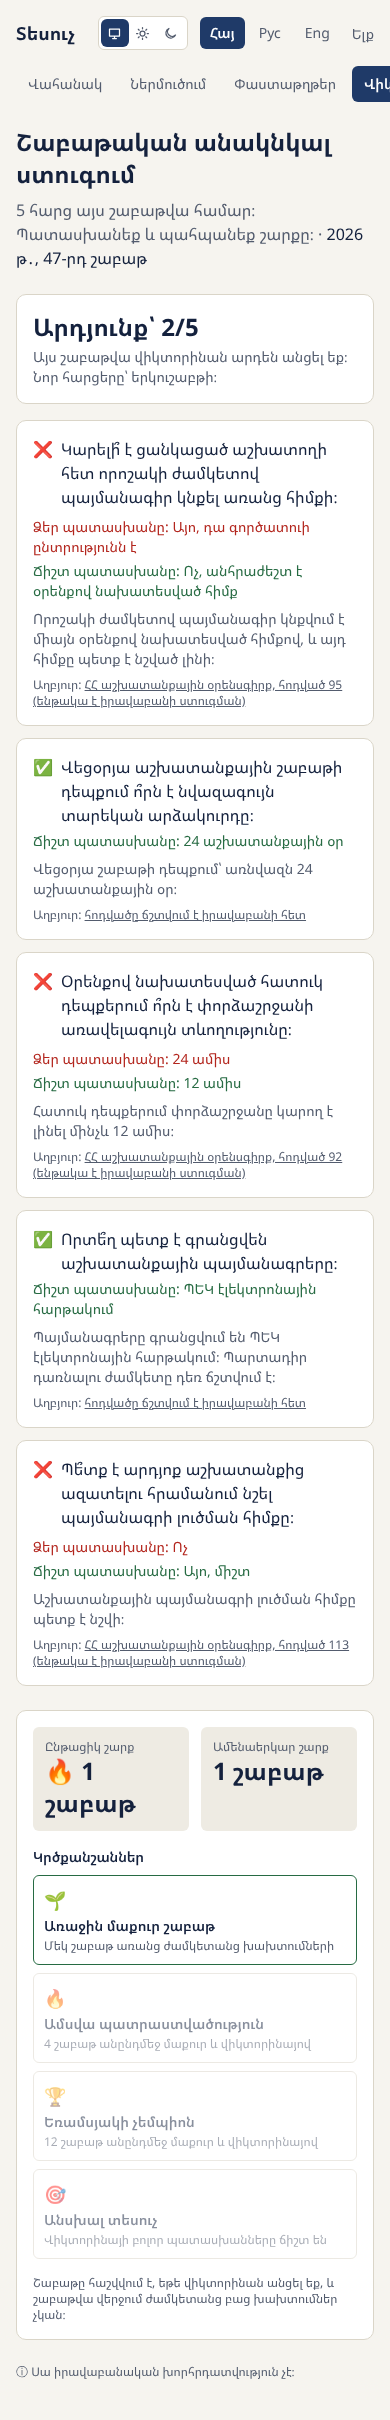 Տեսուչ
Հայ Рус Eng Ելք
Վահանակ Ներմուծում Փաստաթղթեր Վիկ
Շաբաթական անակնկալ
ստուգում
5 հարց այս շաբաթվա համար։
Պատասխանեք և պահպանեք շարքը։ · 2026
թ․, 47-րդ շաբաթ
Արդյունք՝ 2/5
Այս շաբաթվա վիկտորինան արդեն անցել եք։
Նոր հարցերը՝ երկուշաբթի։
❌ Կարելի՞ է ցանկացած աշխատողի
հետ որոշակի ժամկետով
պայմանագիր կնքել առանց հիմքի։
Ձեր պատասխանը: Այո, դա գործատուի
ընտրությունն է
Ճիշտ պատասխանը: Ոչ, անհրաժեշտ է
օրենքով նախատեսված հիմք
Որոշակի ժամկետով պայմանագիր կնքվում է
միայն օրենքով նախատեսված հիմքով, և այդ
հիմքը պետք է նշված լինի։
Աղբյուր: ՀՀ աշխատանքային օրենսգիրք, հոդված 95
(ենթակա է իրավաբանի ստուգման)
✅ Վեցօրյա աշխատանքային շաբաթի
դեպքում ո՞րն է նվազագույն
տարեկան արձակուրդը։
Ճիշտ պատասխանը: 24 աշխատանքային օր
Վեցօրյա շաբաթի դեպքում՝ առնվազն 24
աշխատանքային օր։
Աղբյուր: հոդվածը ճշտվում է իրավաբանի հետ
❌ Օրենքով նախատեսված հատուկ
դեպքերում ո՞րն է փորձաշրջանի
առավելագույն տևողությունը։
Ձեր պատասխանը: 24 ամիս
Ճիշտ պատասխանը: 12 ամիս
Հատուկ դեպքերում փորձաշրջանը կարող է
լինել մինչև 12 ամիս։
Աղբյուր: ՀՀ աշխատանքային օրենսգիրք, հոդված 92
(ենթակա է իրավաբանի ստուգման)
✅ Որտե՞ղ պետք է գրանցվեն
աշխատանքային պայմանագրերը։
Ճիշտ պատասխանը: ՊԵԿ էլեկտրոնային
հարթակում
Պայմանագրերը գրանցվում են ՊԵԿ
էլեկտրոնային հարթակում։ Պարտադիր
դառնալու ժամկետը դեռ ճշտվում է։
Աղբյուր: հոդվածը ճշտվում է իրավաբանի հետ
❌ Պե՞տք է արդյոք աշխատանքից
ազատելու հրամանում նշել
պայմանագրի լուծման հիմքը։
Ձեր պատասխանը: Ոչ
Ճիշտ պատասխանը: Այո, միշտ
Աշխատանքային պայմանագրի լուծման հիմքը
պետք է նշվի։
Աղբյուր: ՀՀ աշխատանքային օրենսգիրք, հոդված 113
(ենթակա է իրավաբանի ստուգման)
Ընթացիկ շարք
🔥 1
շաբաթ
Ամենաերկար շարք
1 շաբաթ
Կրծքանշաններ
🌱
Առաջին մաքուր շաբաթ
Մեկ շաբաթ առանց ժամկետանց խախտումների
🔥
Ամսվա պատրաստվածություն
4 շաբաթ անընդմեջ մաքուր և վիկտորինայով
🏆
Եռամսյակի չեմպիոն
12 շաբաթ անընդմեջ մաքուր և վիկտորինայով
🎯
Անսխալ տեսուչ
Վիկտորինայի բոլոր պատասխանները ճիշտ են
Շաբաթը հաշվվում է, եթե վիկտորինան անցել եք, և
շաբաթվա վերջում ժամկետանց բաց խախտումներ
չկան։
ⓘ Սա իրավաբանական խորհրդատվություն չէ։